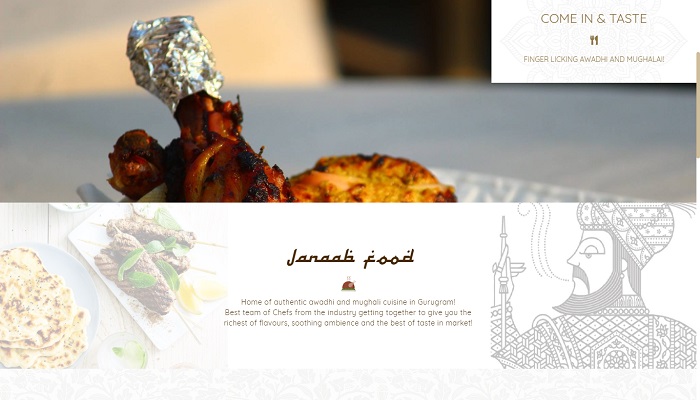 COME IN & TASTE
FINGER LICKING AWADHI AND MUGHALAI!
Janaab Food
Home of authentic awadhi and mughali cuisine in Gurugram!
Best team of Chefs from the industry getting together to give you the
richest of flavours, soothing ambience and the best of taste in market!